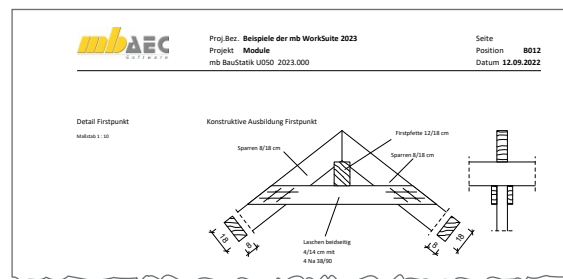 mb AEC
Software
Proj.Bez. Beispiele der mb WorkSuite 2023
Projekt Module
mb BauStatik U050 2023.000
Seite
Position B012
Datum 12.09.2022
Detail Firstpunkt
Maßstab 1 : 10
Konstruktive Ausbildung Firstpunkt
Firstpfette 12/18 cm
Sparren 8/18 cm
Sparren 8/18 cm
Laschen beidseitig
4/14 cm mit
4 Na 38/90
18
8
8
18